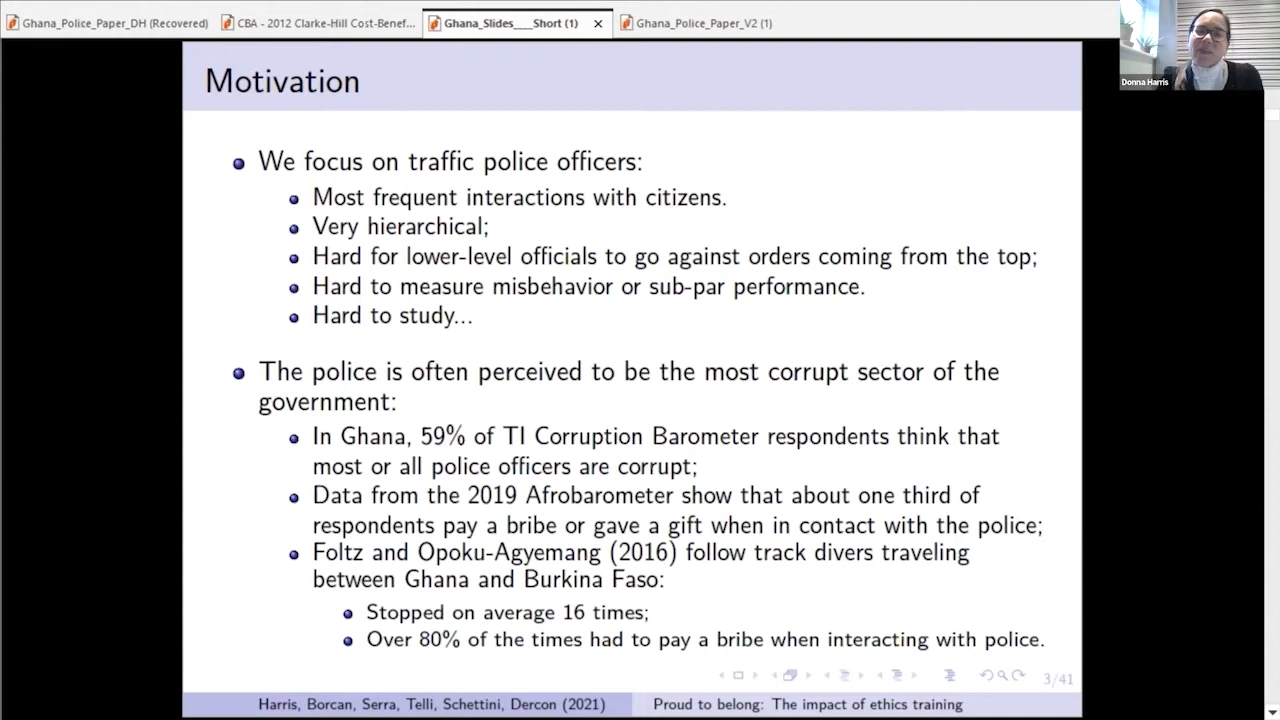 Ghana_Police_Paper_DH (Recovered)
CBA - 2012 Clarke-Hill Cost-Benef...
Ghana_Slides____Short (1)
Ghana_Police_Paper_V2 (1)
Donna Harris
Motivation
We focus on traffic police officers:
Most frequent interactions with citizens.
Very hierarchical;
Hard for lower-level officials to go against orders coming from the top;
Hard to measure misbehavior or sub-par performance.
Hard to study...
The police is often perceived to be the most corrupt sector of the
government:
In Ghana, 59% of TI Corruption Barometer respondents think that
most or all police officers are corrupt;
Data from the 2019 Afrobarometer show that about one third of
respondents pay a bribe or gave a gift when in contact with the police;
Foltz and Opoku-Agyemang (2016) follow track divers traveling
between Ghana and Burkina Faso:
Stopped on average 16 times;
Over 80% of the times had to pay a bribe when interacting with police.
3/41
Harris, Borcan, Serra, Telli, Schettini, Dercon (2021)
Proud to belong: The impact of ethics training